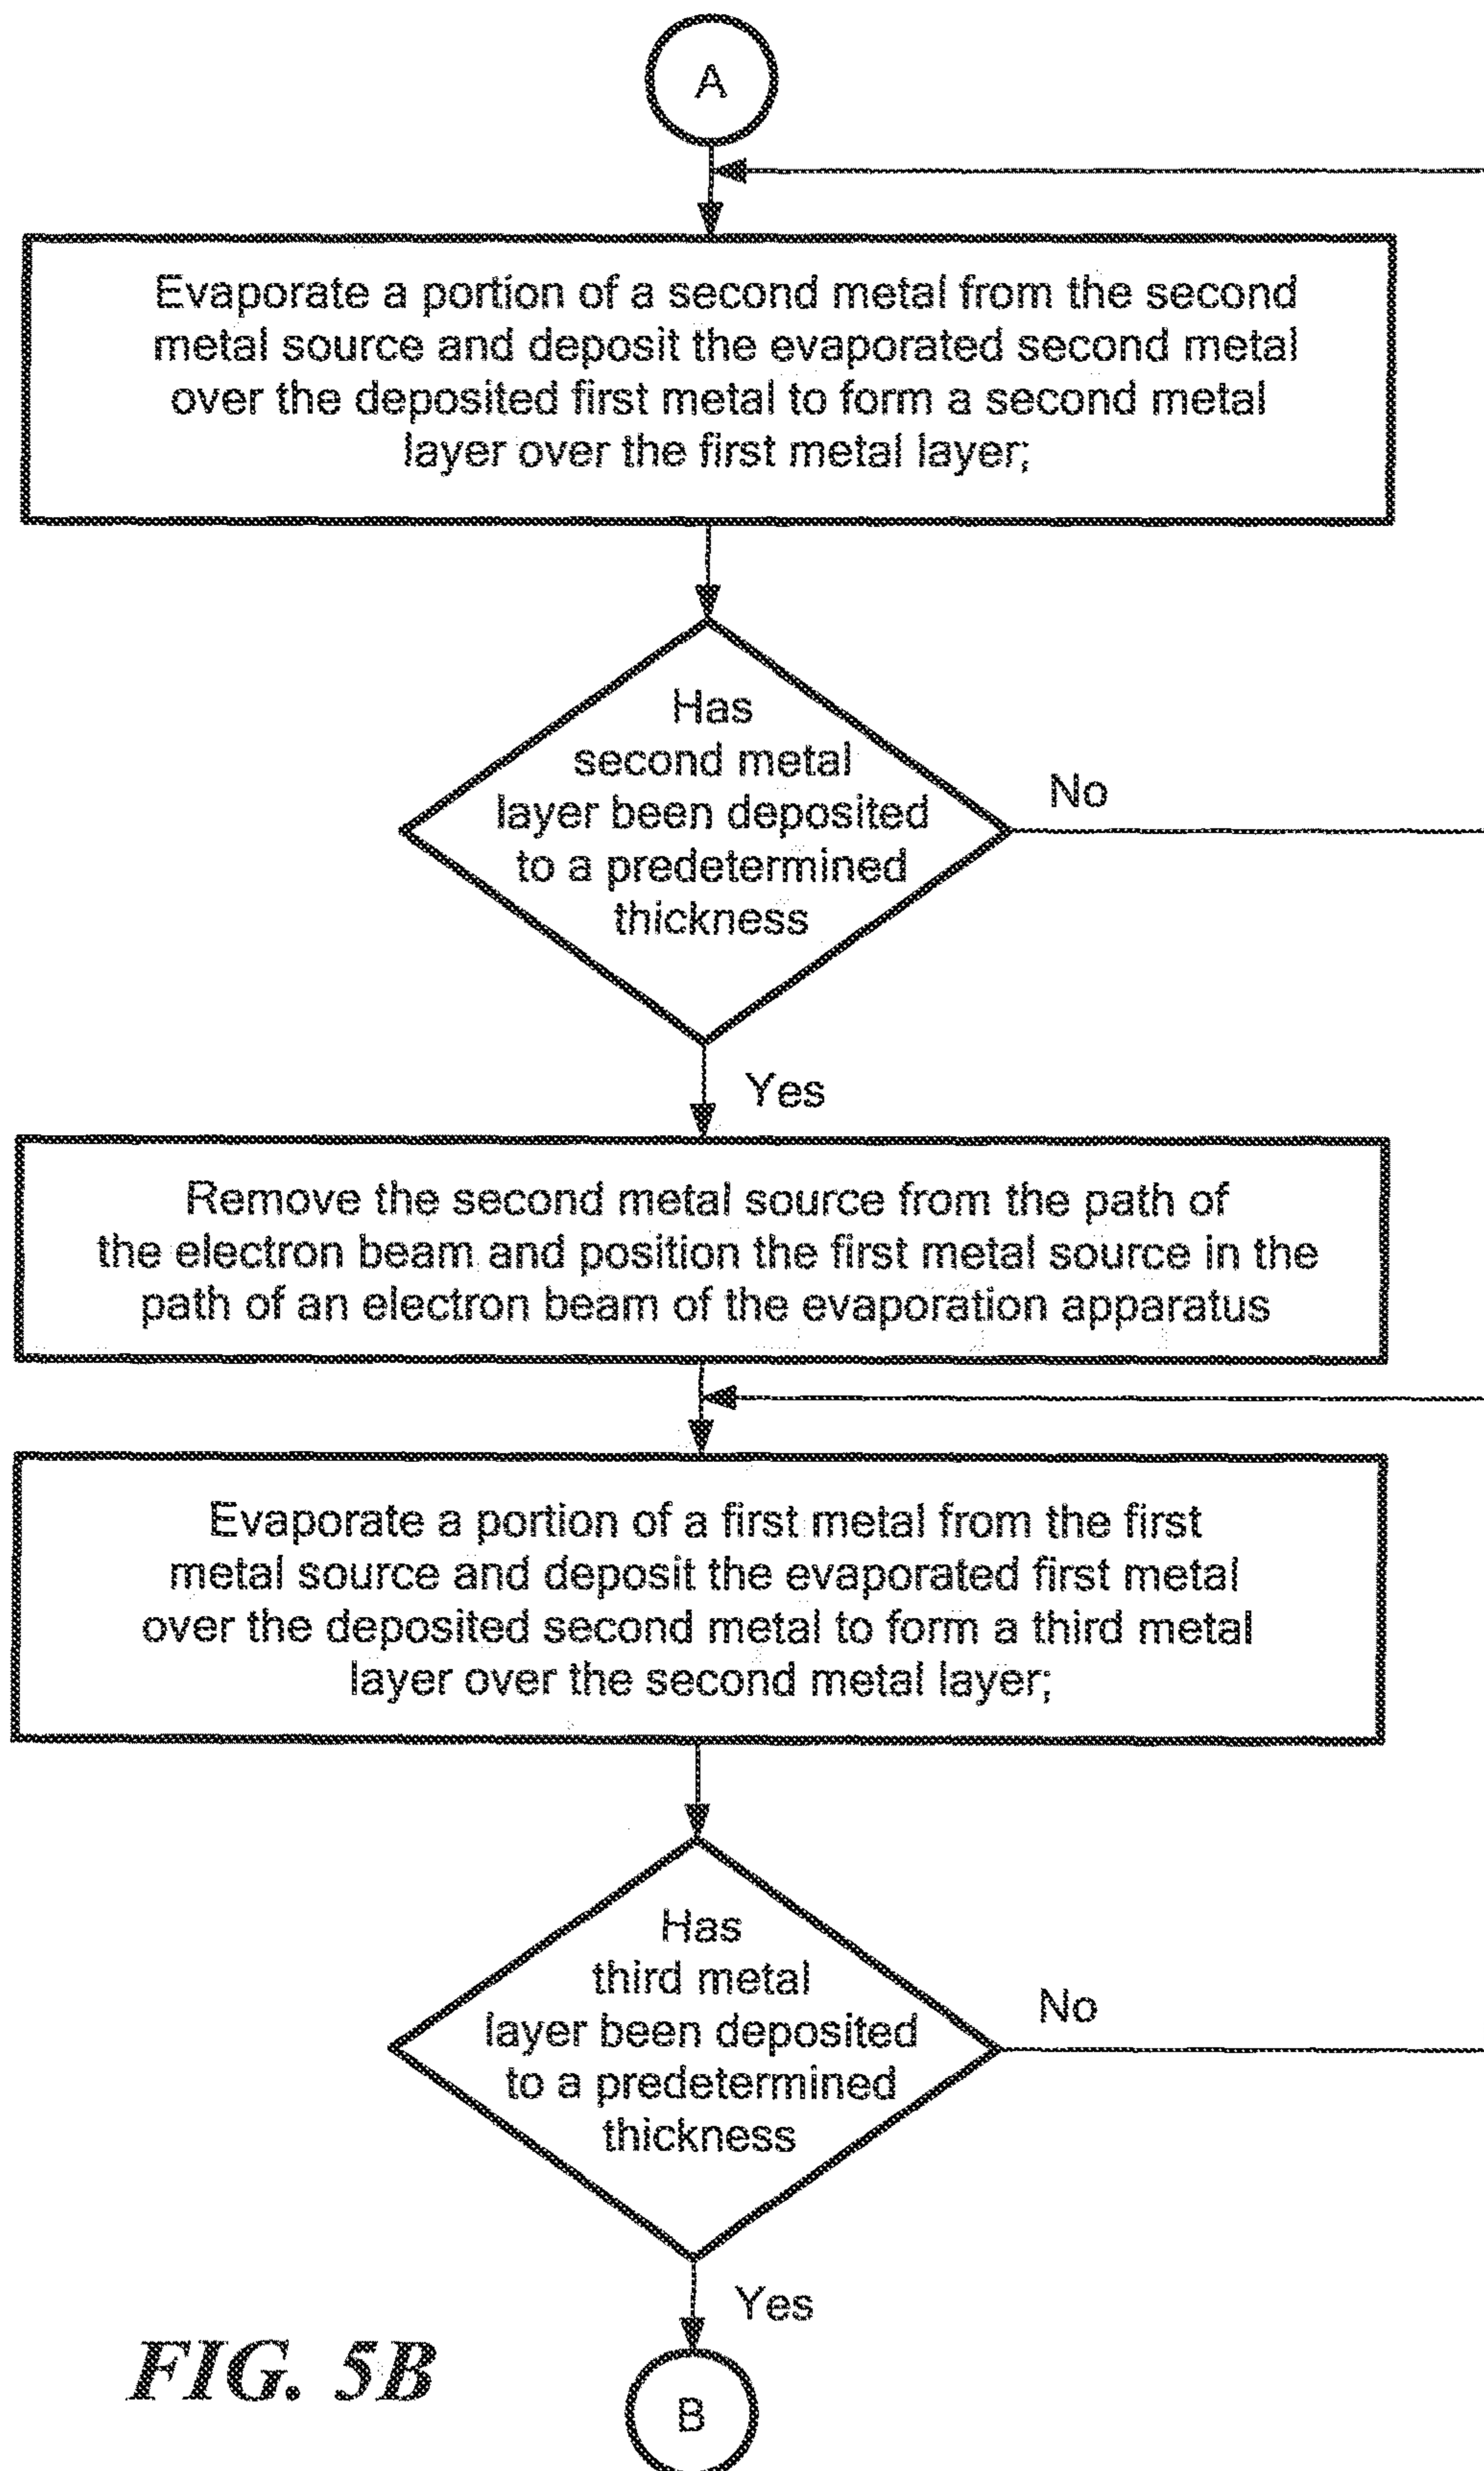 A
Evaporate a portion of a second metal from the second
metal source and deposit the evaporated second metal
over the deposited first metal to form a second metal
layer over the first metal layer;
Has
second metal
layer been deposited
to a predetermined
thickness
No
Yes
Remove the second metal source from the path of
the electron beam and position the first metal source in the
path of an electron beam of the evaporation apparatus
Evaporate a portion of a first metal from the first
metal source and deposit the evaporated first metal
over the deposited second metal to form a third metal
layer over the second metal layer;
Has
third metal
layer been deposited
to a predetermined
thickness
No
Yes
B
FIG. 5B